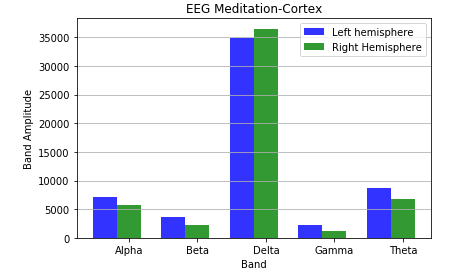 EEG Meditation-Cortex
Left hemisphere
Right Hemisphere
35000
30000
25000
20000
15000
10000
5000
0
Band Amplitude
Alpha Beta Delta Gamma Theta
Band